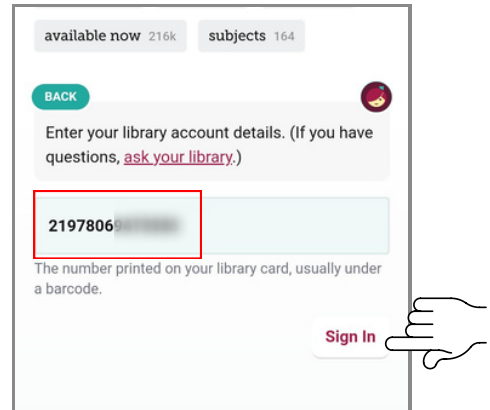 available now 216k subjects 164
BACK
Enter your library account details. (If you have
questions, ask your library.)
21978069
The number printed on your library card, usually under
a barcode.
Sign In